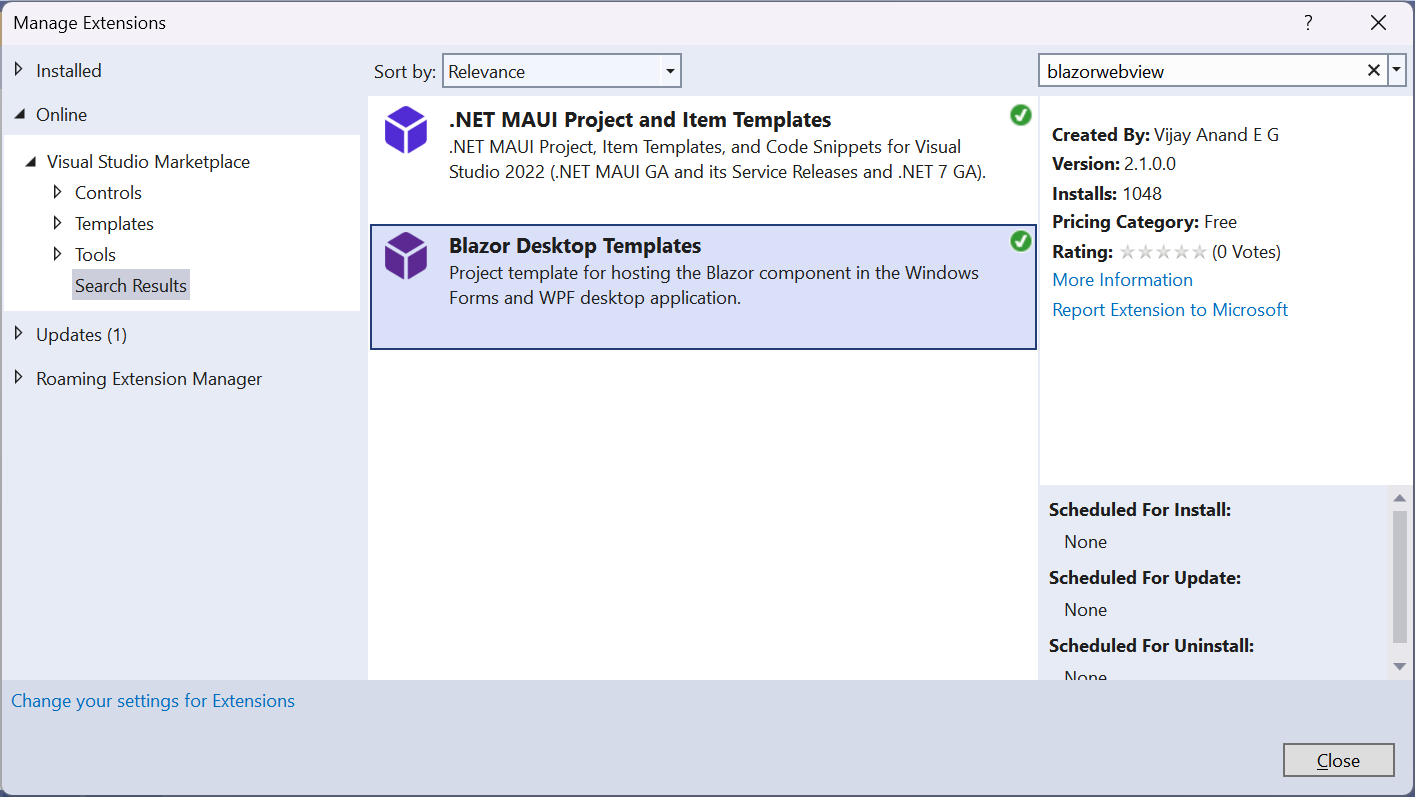 Manage Extensions
?
Installed
Online
Visual Studio Marketplace
Controls
Templates
Tools
Search Results
Updates (1)
Roaming Extension Manager
Sort by: Relevance
.NET MAUI Project and Item Templates
.NET MAUI Project, Item Templates, and Code Snippets for Visual
Studio 2022 (.NET MAUI GA and its Service Releases and .NET 7 GA).
Blazor Desktop Templates
Project template for hosting the Blazor component in the Windows
Forms and WPF desktop application.
blazorwebview
Created By: Vijay Anand E G
Version: 2.1.0.0
Installs: 1048
Pricing Category: Free
Rating: (0 Votes)
More Information
Report Extension to Microsoft
Scheduled For Install:
None
Scheduled For Update:
None
Scheduled For Uninstall:
None
Change your settings for Extensions
Close